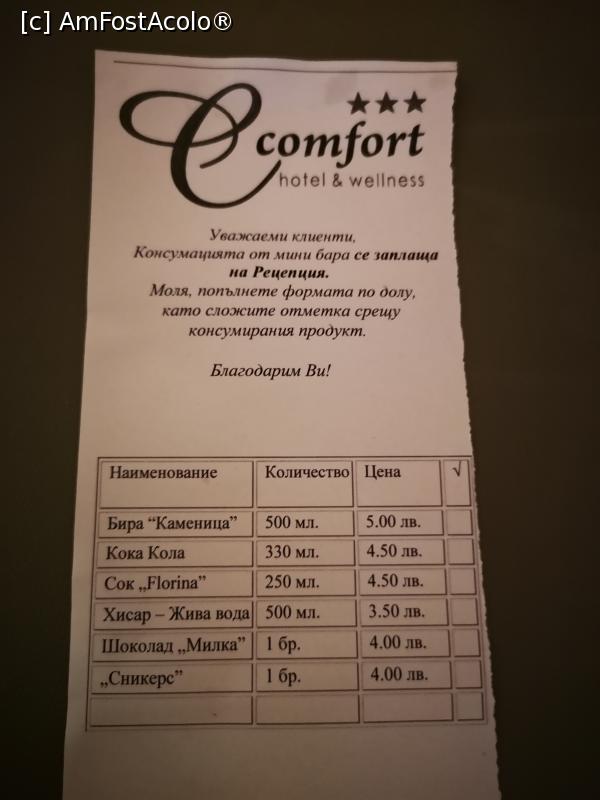 [c] AmFostAcolo®
★★★
comfort
hotel & wellness
Уважаеми клиенти,
Консумацията от мини бара се заплаща
на Рецепция.
Моля, попълнете формата по долу,
като сложите отметка срещу
консумирания продукт.
Благодарим Ви!
Наименование Количество Цена √
Бира “Каменица” 500 мл. 5.00 лв.
Кока Кола 330 мл. 4.50 лв.
Сок „Florina” 250 мл. 4.50 лв.
Хисар – Жива вода 500 мл. 3.50 лв.
Шоколад „Милка” 1 бр. 4.00 лв.
„Сникерс” 1 бр. 4.00 лв.